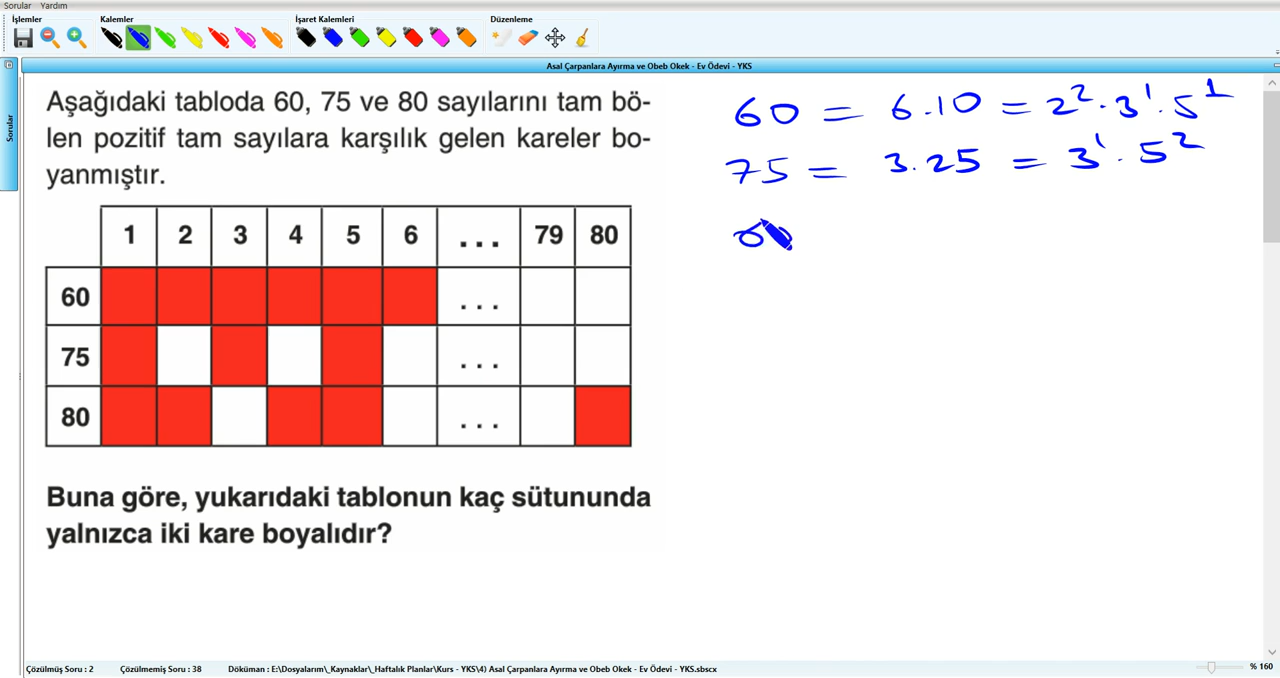 Sorular Yardım
İşlemler Kalemler İşaret Kalemleri Düzenleme
Asal Çarpanlara Ayırma ve Obeb Okek - Ev Ödevi - YKS
Sorular
Aşağıdaki tabloda 60, 75 ve 80 sayılarını tam bö-
len pozitif tam sayılara karşılık gelen kareler bo-
yanmıştır.
1 2 3 4 5 6 ... 79 80
60 ...
75 ...
80 ...
Buna göre, yukarıdaki tablonun kaç sütununda
yalnızca iki kare boyalıdır?
60 = 6.10 = 2².3¹.5¹
75 = 3.25 = 3¹.5²
Çözülmüş Soru : 2 Çözülmemiş Soru : 38 Döküman : E:\Dosyalarım\_Kaynaklar\_Haftalık Planlar\Kurs - YKS\4) Asal Çarpanlara Ayırma ve Obeb Okek - Ev Ödevi - YKS.sbscx % 160